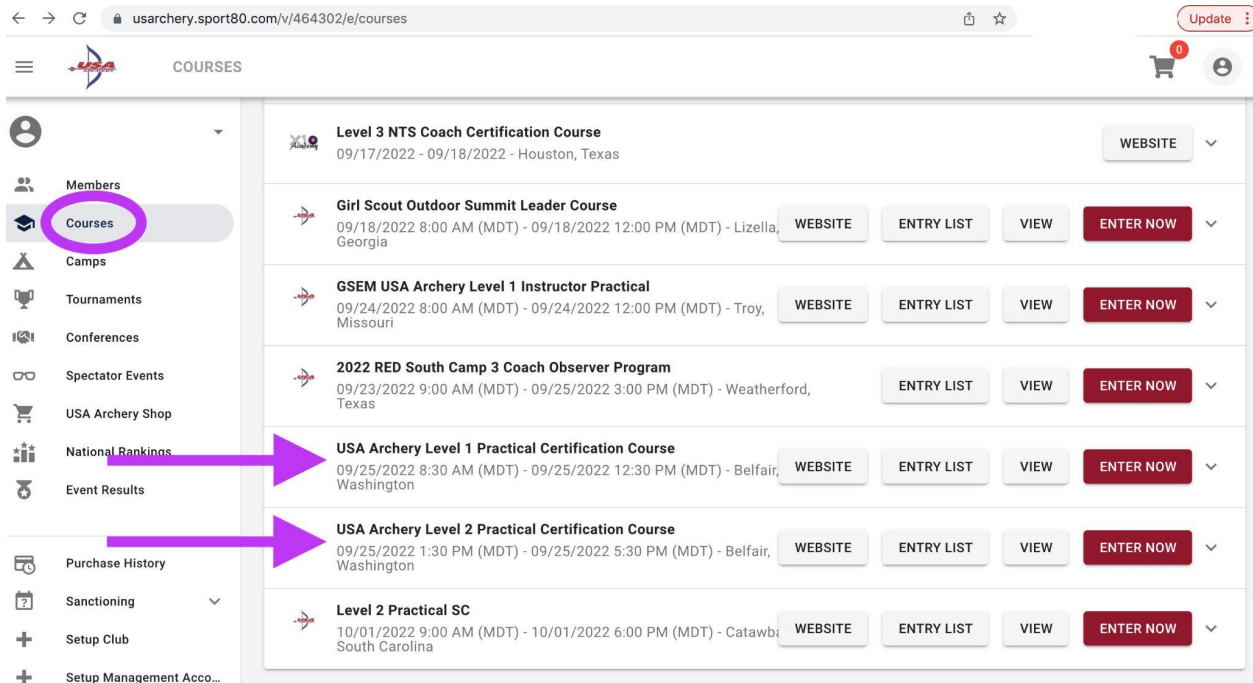 usarchery.sport80.com/v/464302/e/courses
Update
USA
ARCHERY
COURSES
0
Members
Courses
Camps
Tournaments
Conferences
Spectator Events
USA Archery Shop
National Rankings
Event Results
Purchase History
Sanctioning
Setup Club
Setup Management Acco...
X10
Academy
Level 3 NTS Coach Certification Course
09/17/2022 - 09/18/2022 - Houston, Texas
WEBSITE
Girl Scout Outdoor Summit Leader Course
09/18/2022 8:00 AM (MDT) - 09/18/2022 12:00 PM (MDT) - Lizella,
Georgia
WEBSITE ENTRY LIST VIEW ENTER NOW
GSEM USA Archery Level 1 Instructor Practical
09/24/2022 8:00 AM (MDT) - 09/24/2022 12:00 PM (MDT) - Troy,
Missouri
WEBSITE ENTRY LIST VIEW ENTER NOW
2022 RED South Camp 3 Coach Observer Program
09/23/2022 9:00 AM (MDT) - 09/25/2022 3:00 PM (MDT) - Weatherford,
Texas
ENTRY LIST VIEW ENTER NOW
USA Archery Level 1 Practical Certification Course
09/25/2022 8:30 AM (MDT) - 09/25/2022 12:30 PM (MDT) - Belfair,
Washington
WEBSITE ENTRY LIST VIEW ENTER NOW
USA Archery Level 2 Practical Certification Course
09/25/2022 1:30 PM (MDT) - 09/25/2022 5:30 PM (MDT) - Belfair,
Washington
WEBSITE ENTRY LIST VIEW ENTER NOW
Level 2 Practical SC
10/01/2022 9:00 AM (MDT) - 10/01/2022 6:00 PM (MDT) - Catawba
South Carolina
WEBSITE ENTRY LIST VIEW ENTER NOW